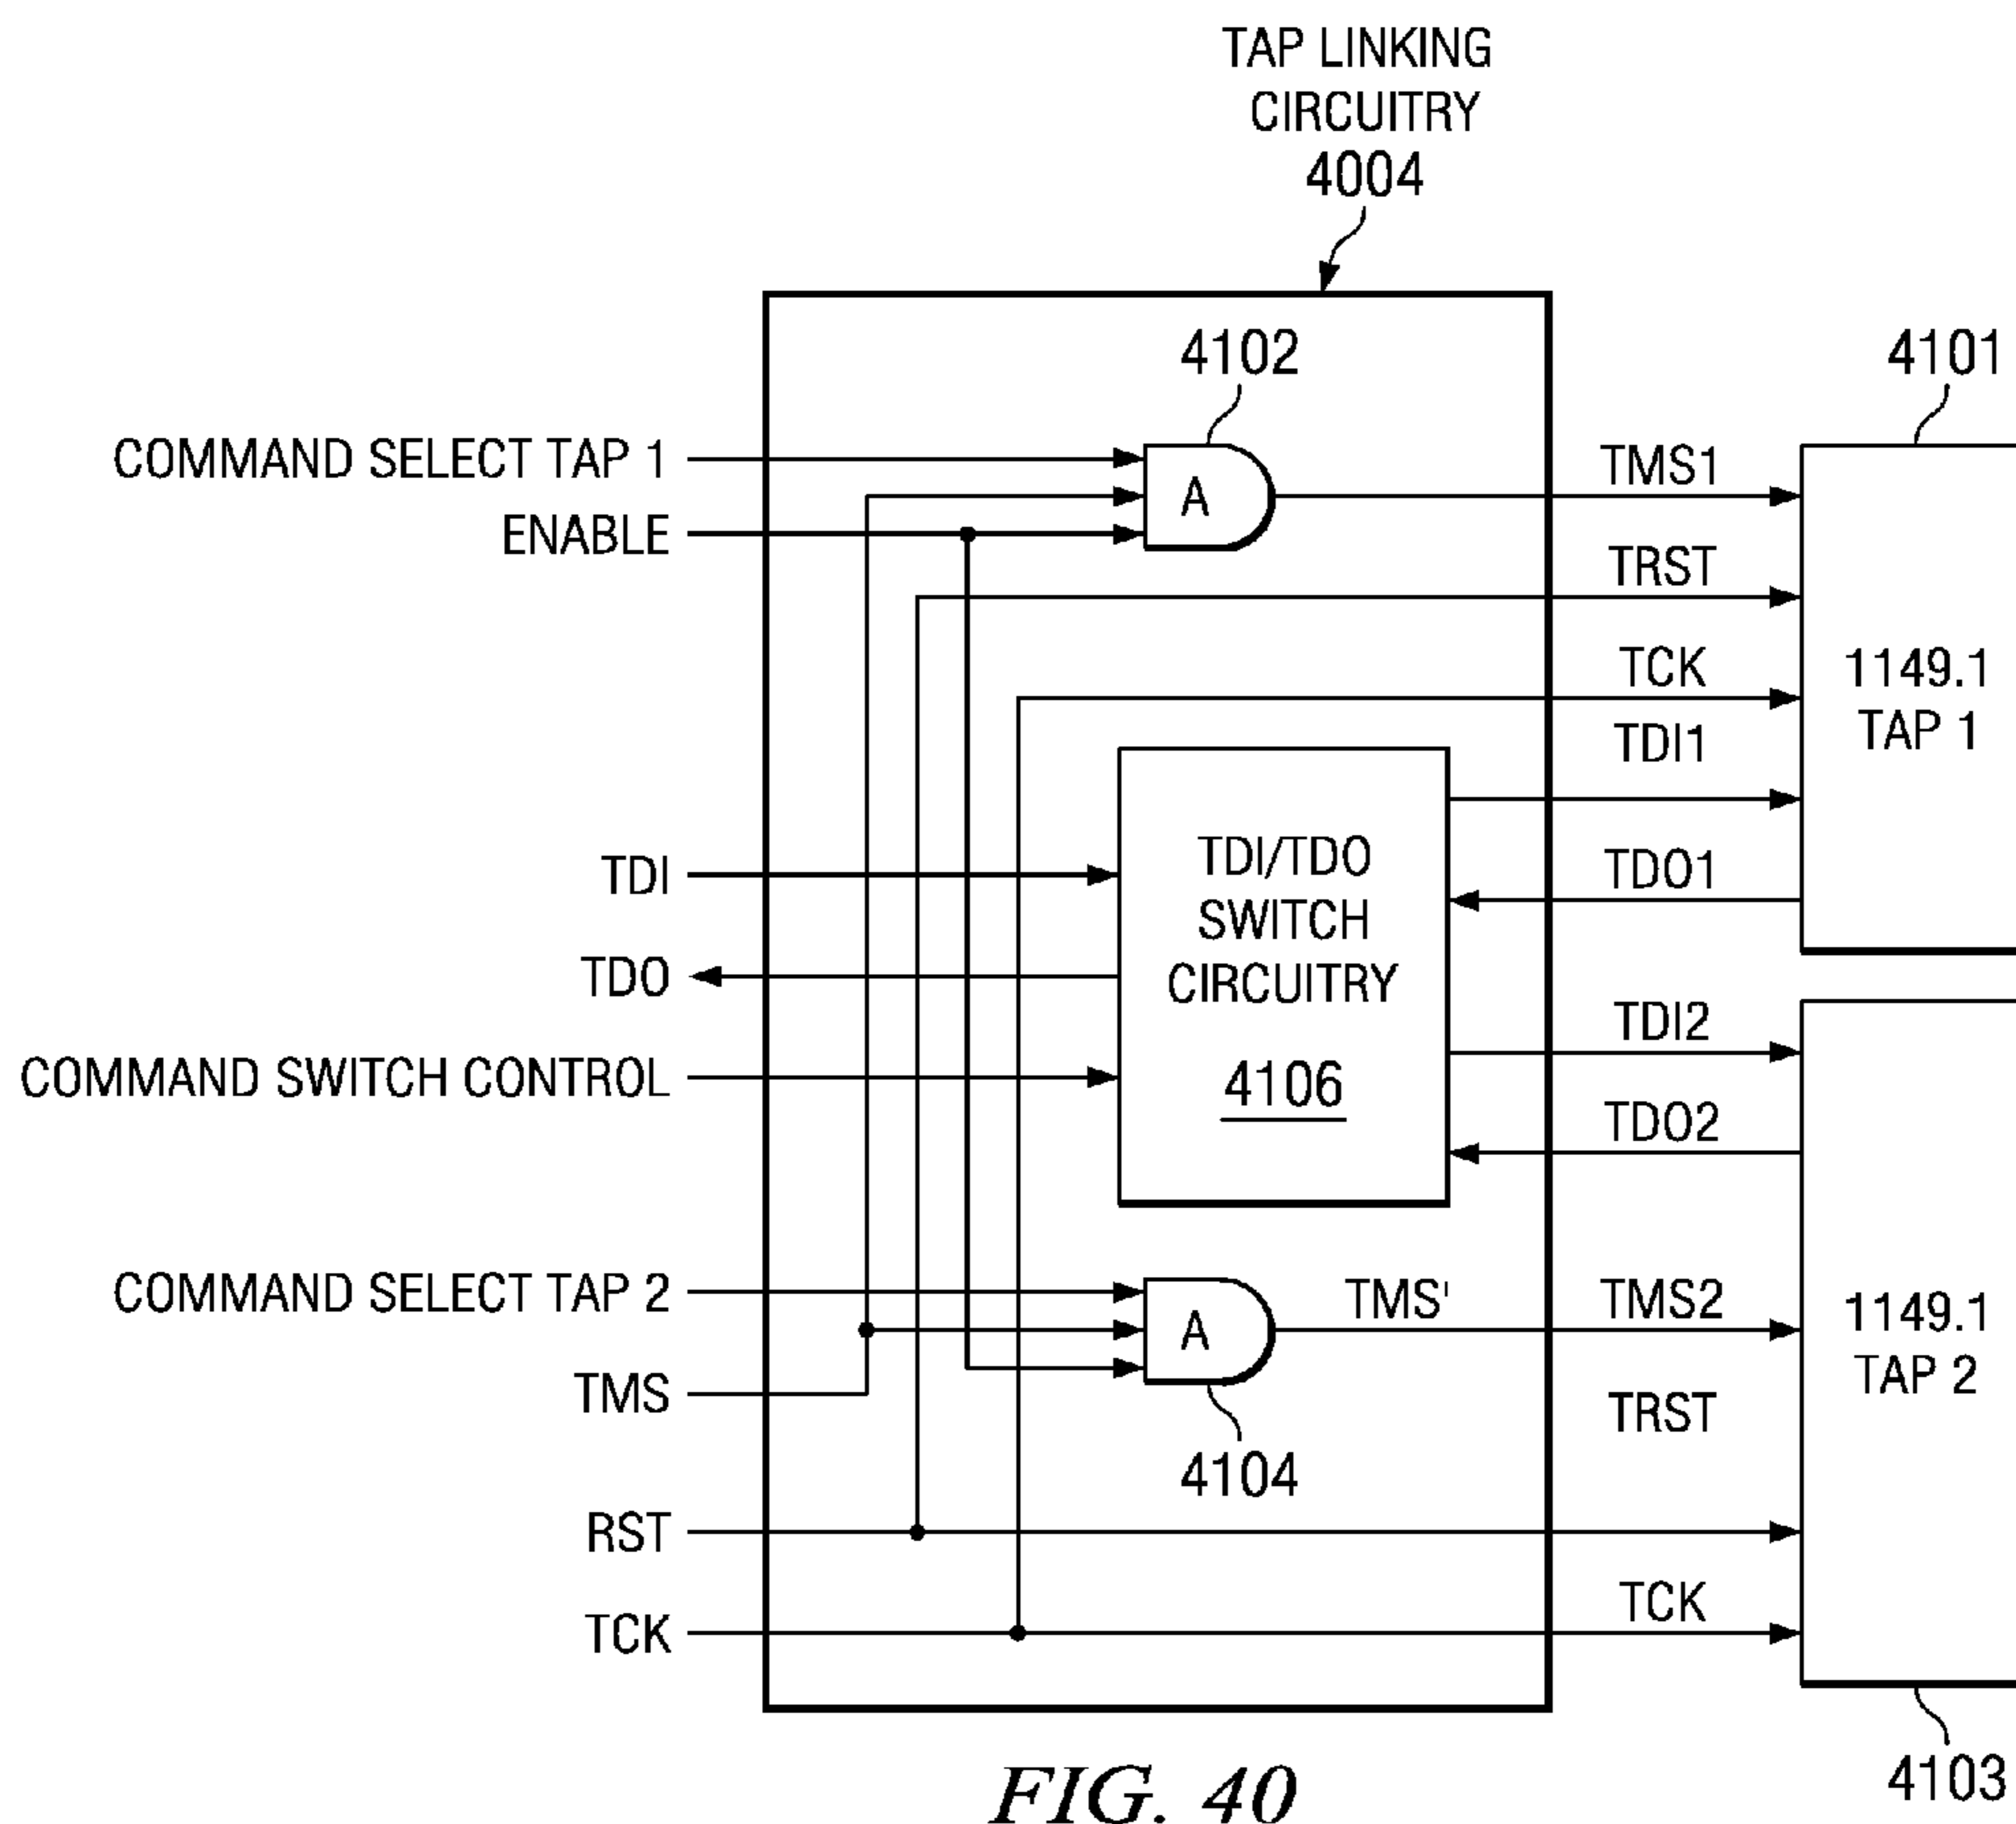 TAP LINKING
CIRCUITRY
4004
4102
4101
COMMAND SELECT TAP 1
A
TMS1
ENABLE
TRST
TCK
1149.1
TAP 1
TDI1
TDI
TDI/TDO
SWITCH
CIRCUITRY
4106
TDO1
TDO
TDI2
COMMAND SWITCH CONTROL
TDO2
COMMAND SELECT TAP 2
A
TMS'
TMS2
1149.1
TAP 2
TMS
TRST
4104
RST
TCK
TCK
FIG. 40
4103